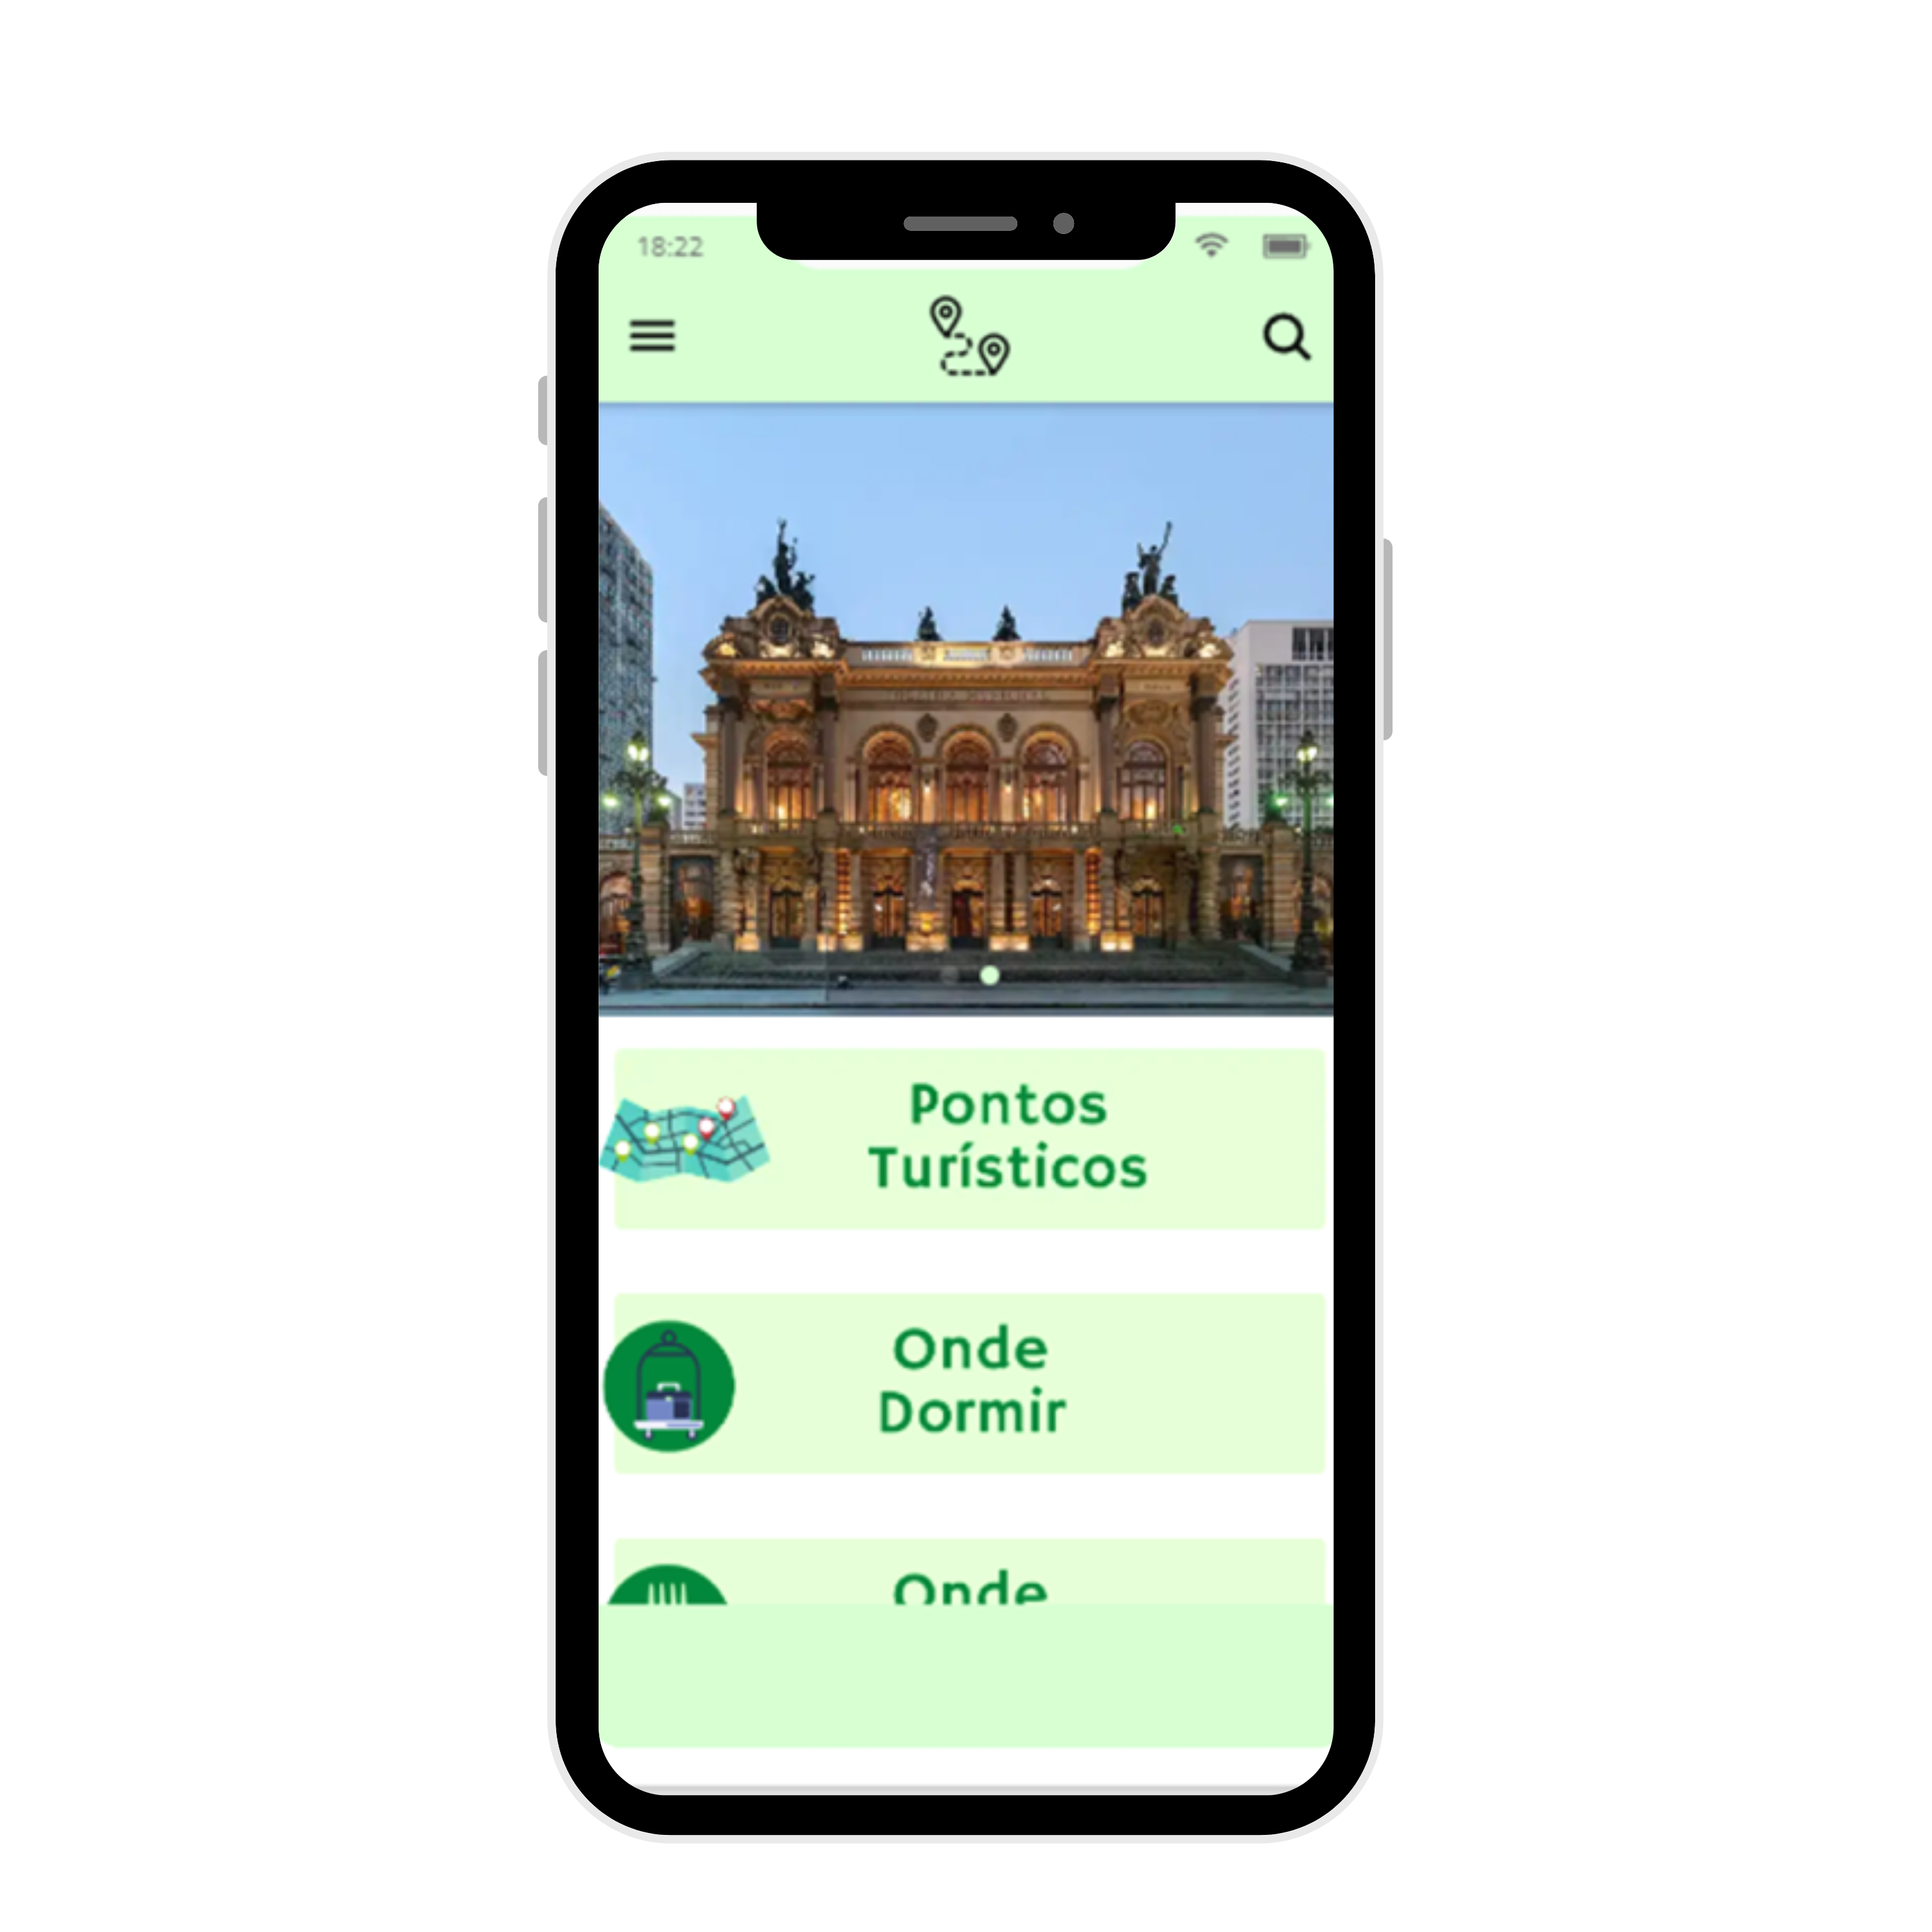 18:22
Pontos
Turísticos
Onde
Dormir
Onde